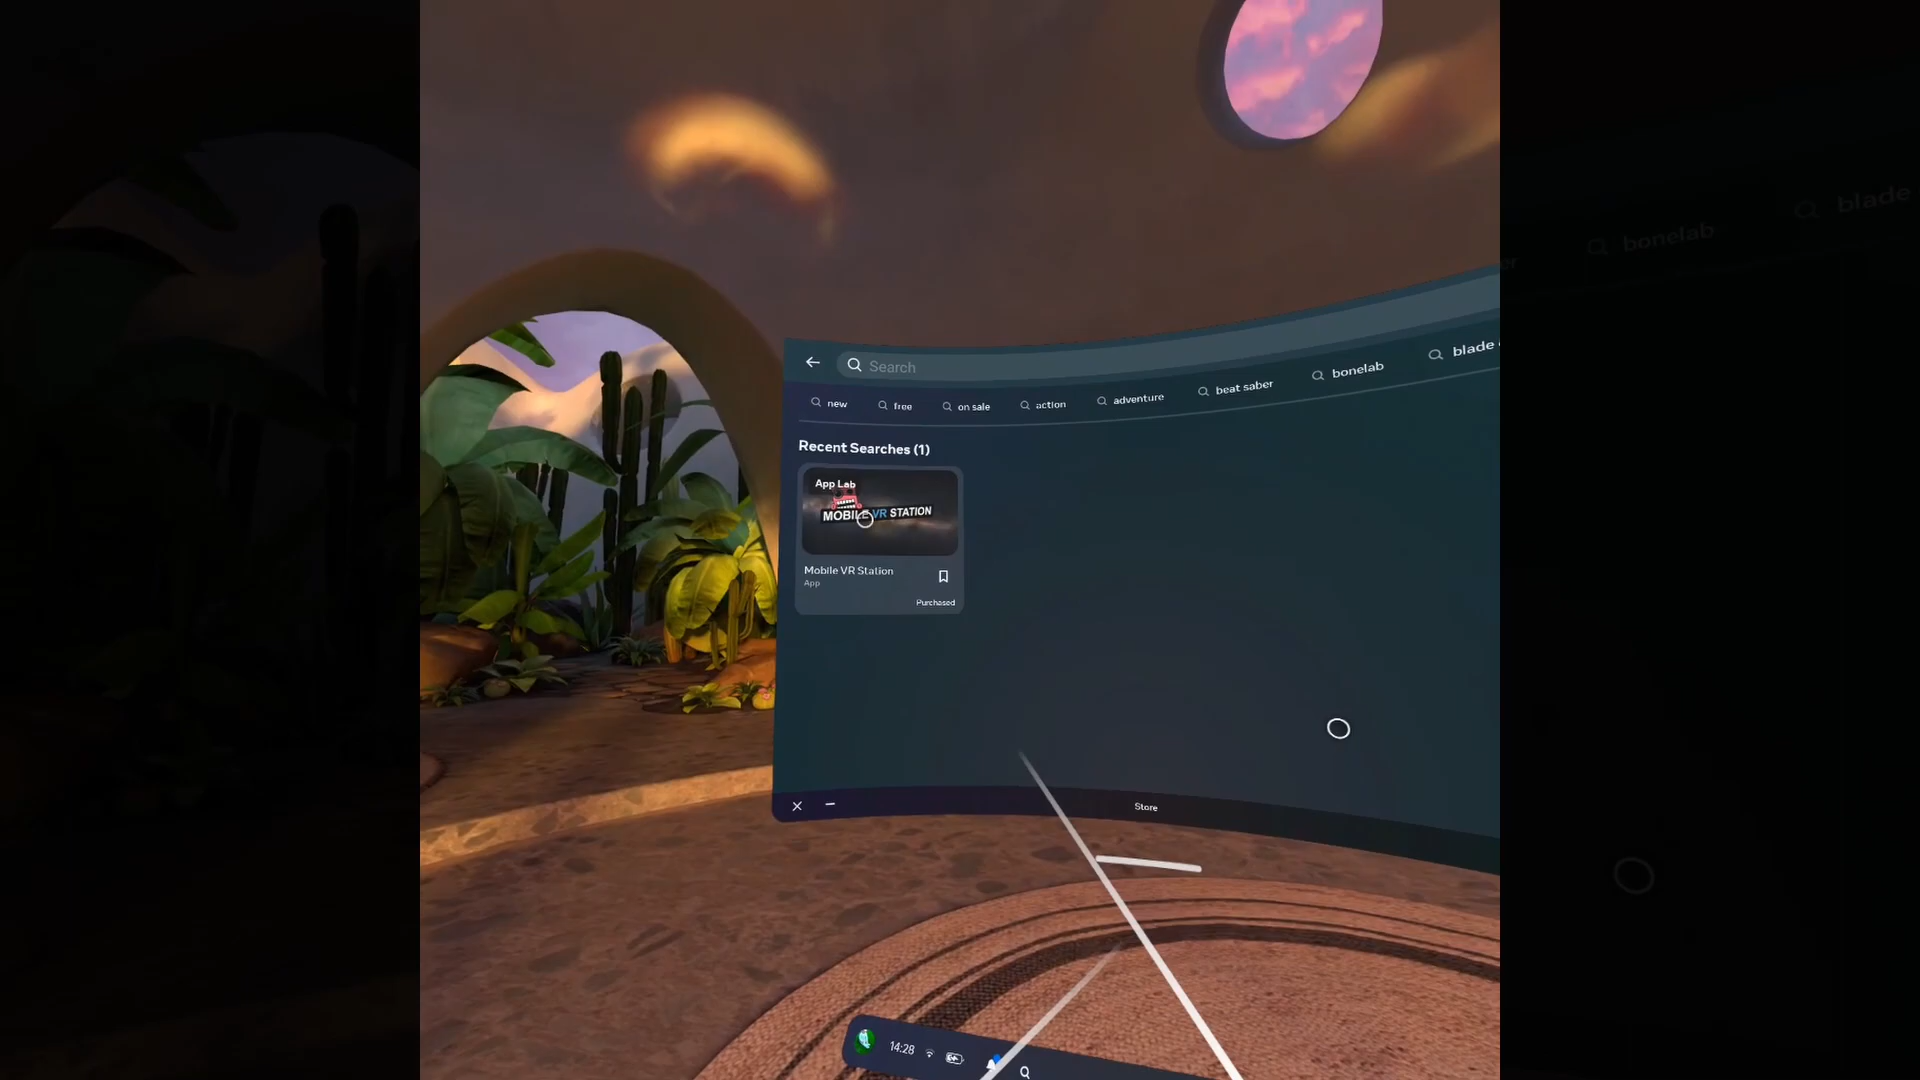 Search
new
free
on sale
action
adventure
beat saber
bonelab
blade
Recent Searches (1)
App Lab
MOBILE VR STATION
Mobile VR Station
App
Purchased
Store
14:28
bonelab
blade